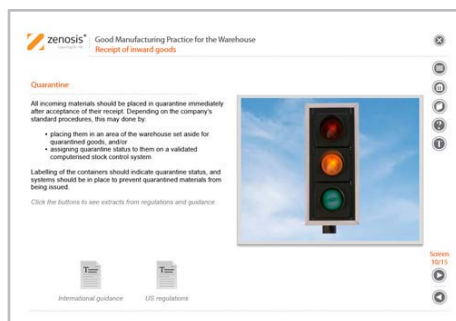 zenosis®
Good Manufacturing Practice for the Warehouse
Receipt of inward goods
Quarantine
All incoming materials should be placed in quarantine immediately
after acceptance of their receipt. Depending on the company's
standard procedures, this may done by:
• placing them in an area of the warehouse set aside for
quarantined goods, and/or
• assigning quarantine status to them on a validated
computerised stock control system
Labelling of the containers should indicate quarantine status, and
systems should be in place to prevent quarantined materials from
being issued.
Click the buttons to see extracts from regulations and guidance.
International guidance
US regulations
Screen
10/15